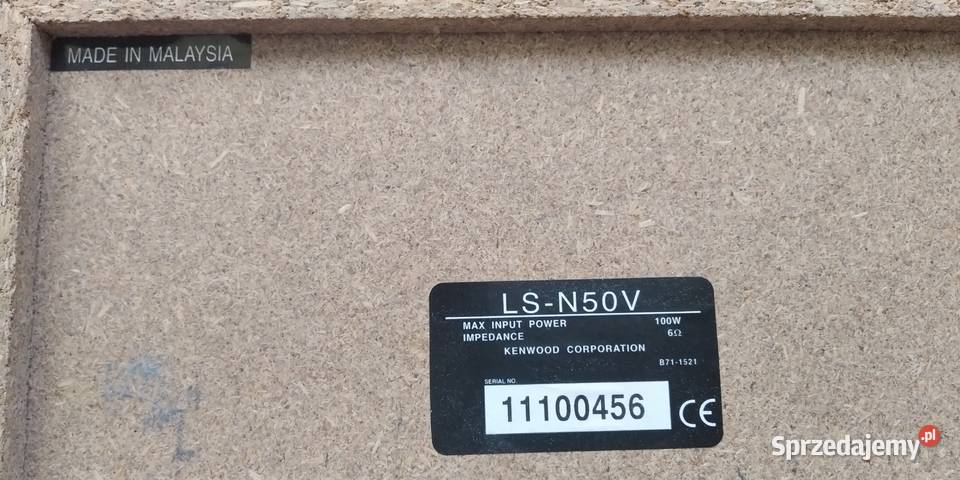 MADE IN MALAYSIA
LS-N50V
MAX INPUT POWER 100W
IMPEDANCE 6Ω
KENWOOD CORPORATION
B71-1521
SERIAL NO.
11100456
CE
Sprzedajemy.pl